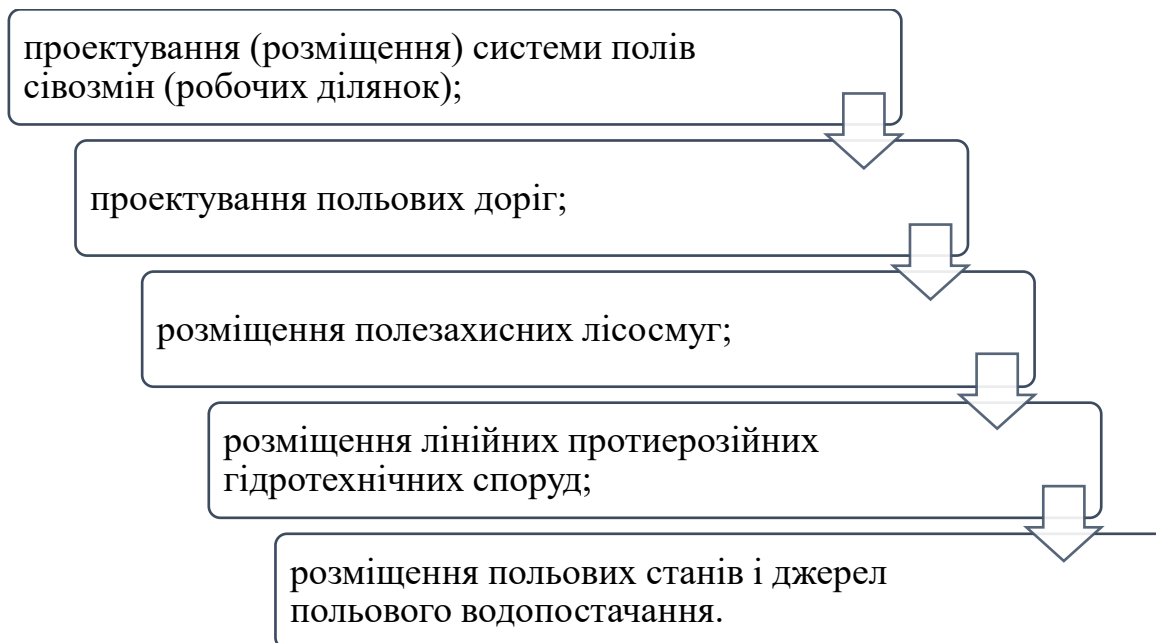 проектування (розміщення) системи полів
сівозмін (робочих ділянок);
проектування польових доріг;
розміщення полезахисних лісосмуг;
розміщення лінійних протиерозійних
гідротехнічних споруд;
розміщення польових станів і джерел
польового водопостачання.